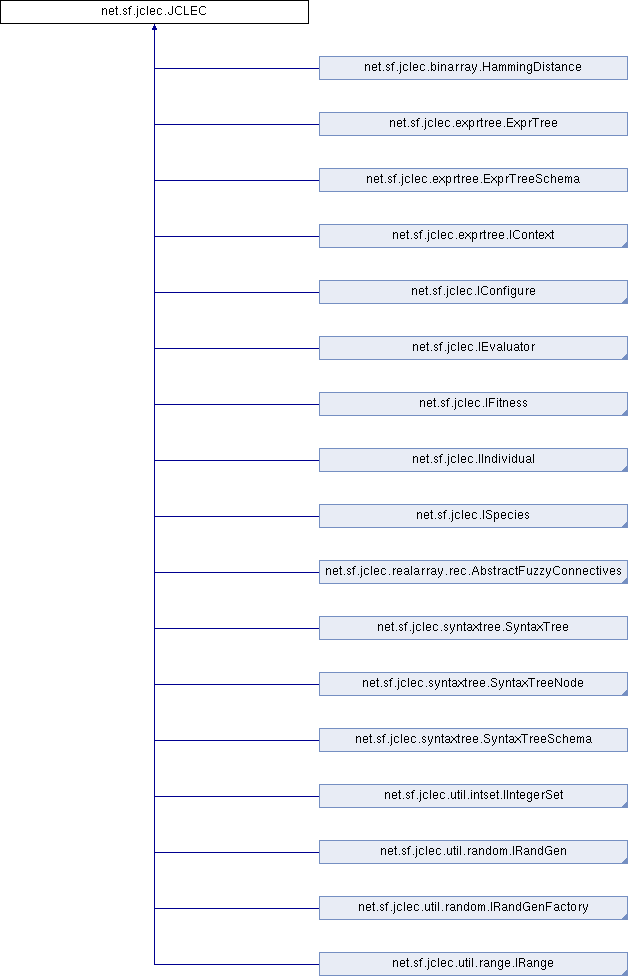 net.sf.jclec.JCLEC
net.sf.jclec.binarray.HammingDistance
net.sf.jclec.exprtree.ExprTree
net.sf.jclec.exprtree.ExprTreeSchema
net.sf.jclec.exprtree.IContext
net.sf.jclec.IConfigure
net.sf.jclec.IEvaluator
net.sf.jclec.IFitness
net.sf.jclec.IIndividual
net.sf.jclec.ISpecies
net.sf.jclec.realarray.rec.AbstractFuzzyConnectives
net.sf.jclec.syntaxtree.SyntaxTree
net.sf.jclec.syntaxtree.SyntaxTreeNode
net.sf.jclec.syntaxtree.SyntaxTreeSchema
net.sf.jclec.util.intset.IIntegerSet
net.sf.jclec.util.random.IRandGen
net.sf.jclec.util.random.IRandGenFactory
net.sf.jclec.util.range.IRange